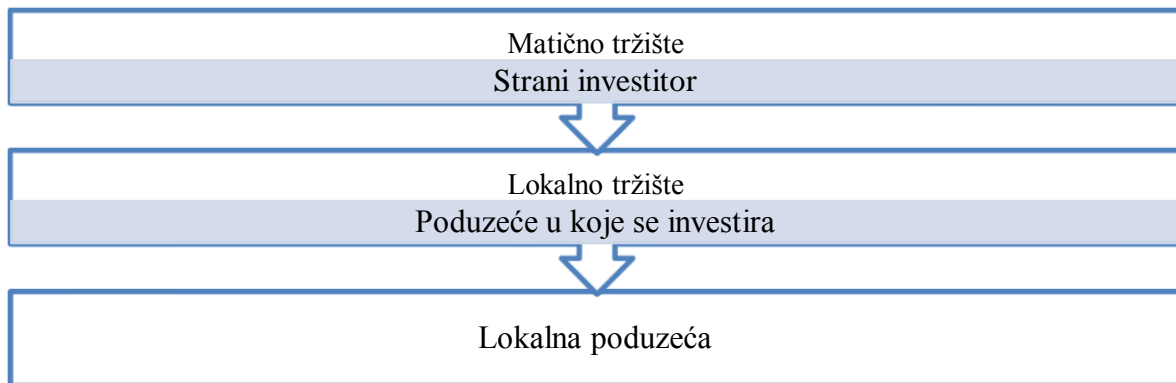 Matično tržište
Strani investitor
Lokalno tržište
Poduzeće u koje se investira
Lokalna poduzeća